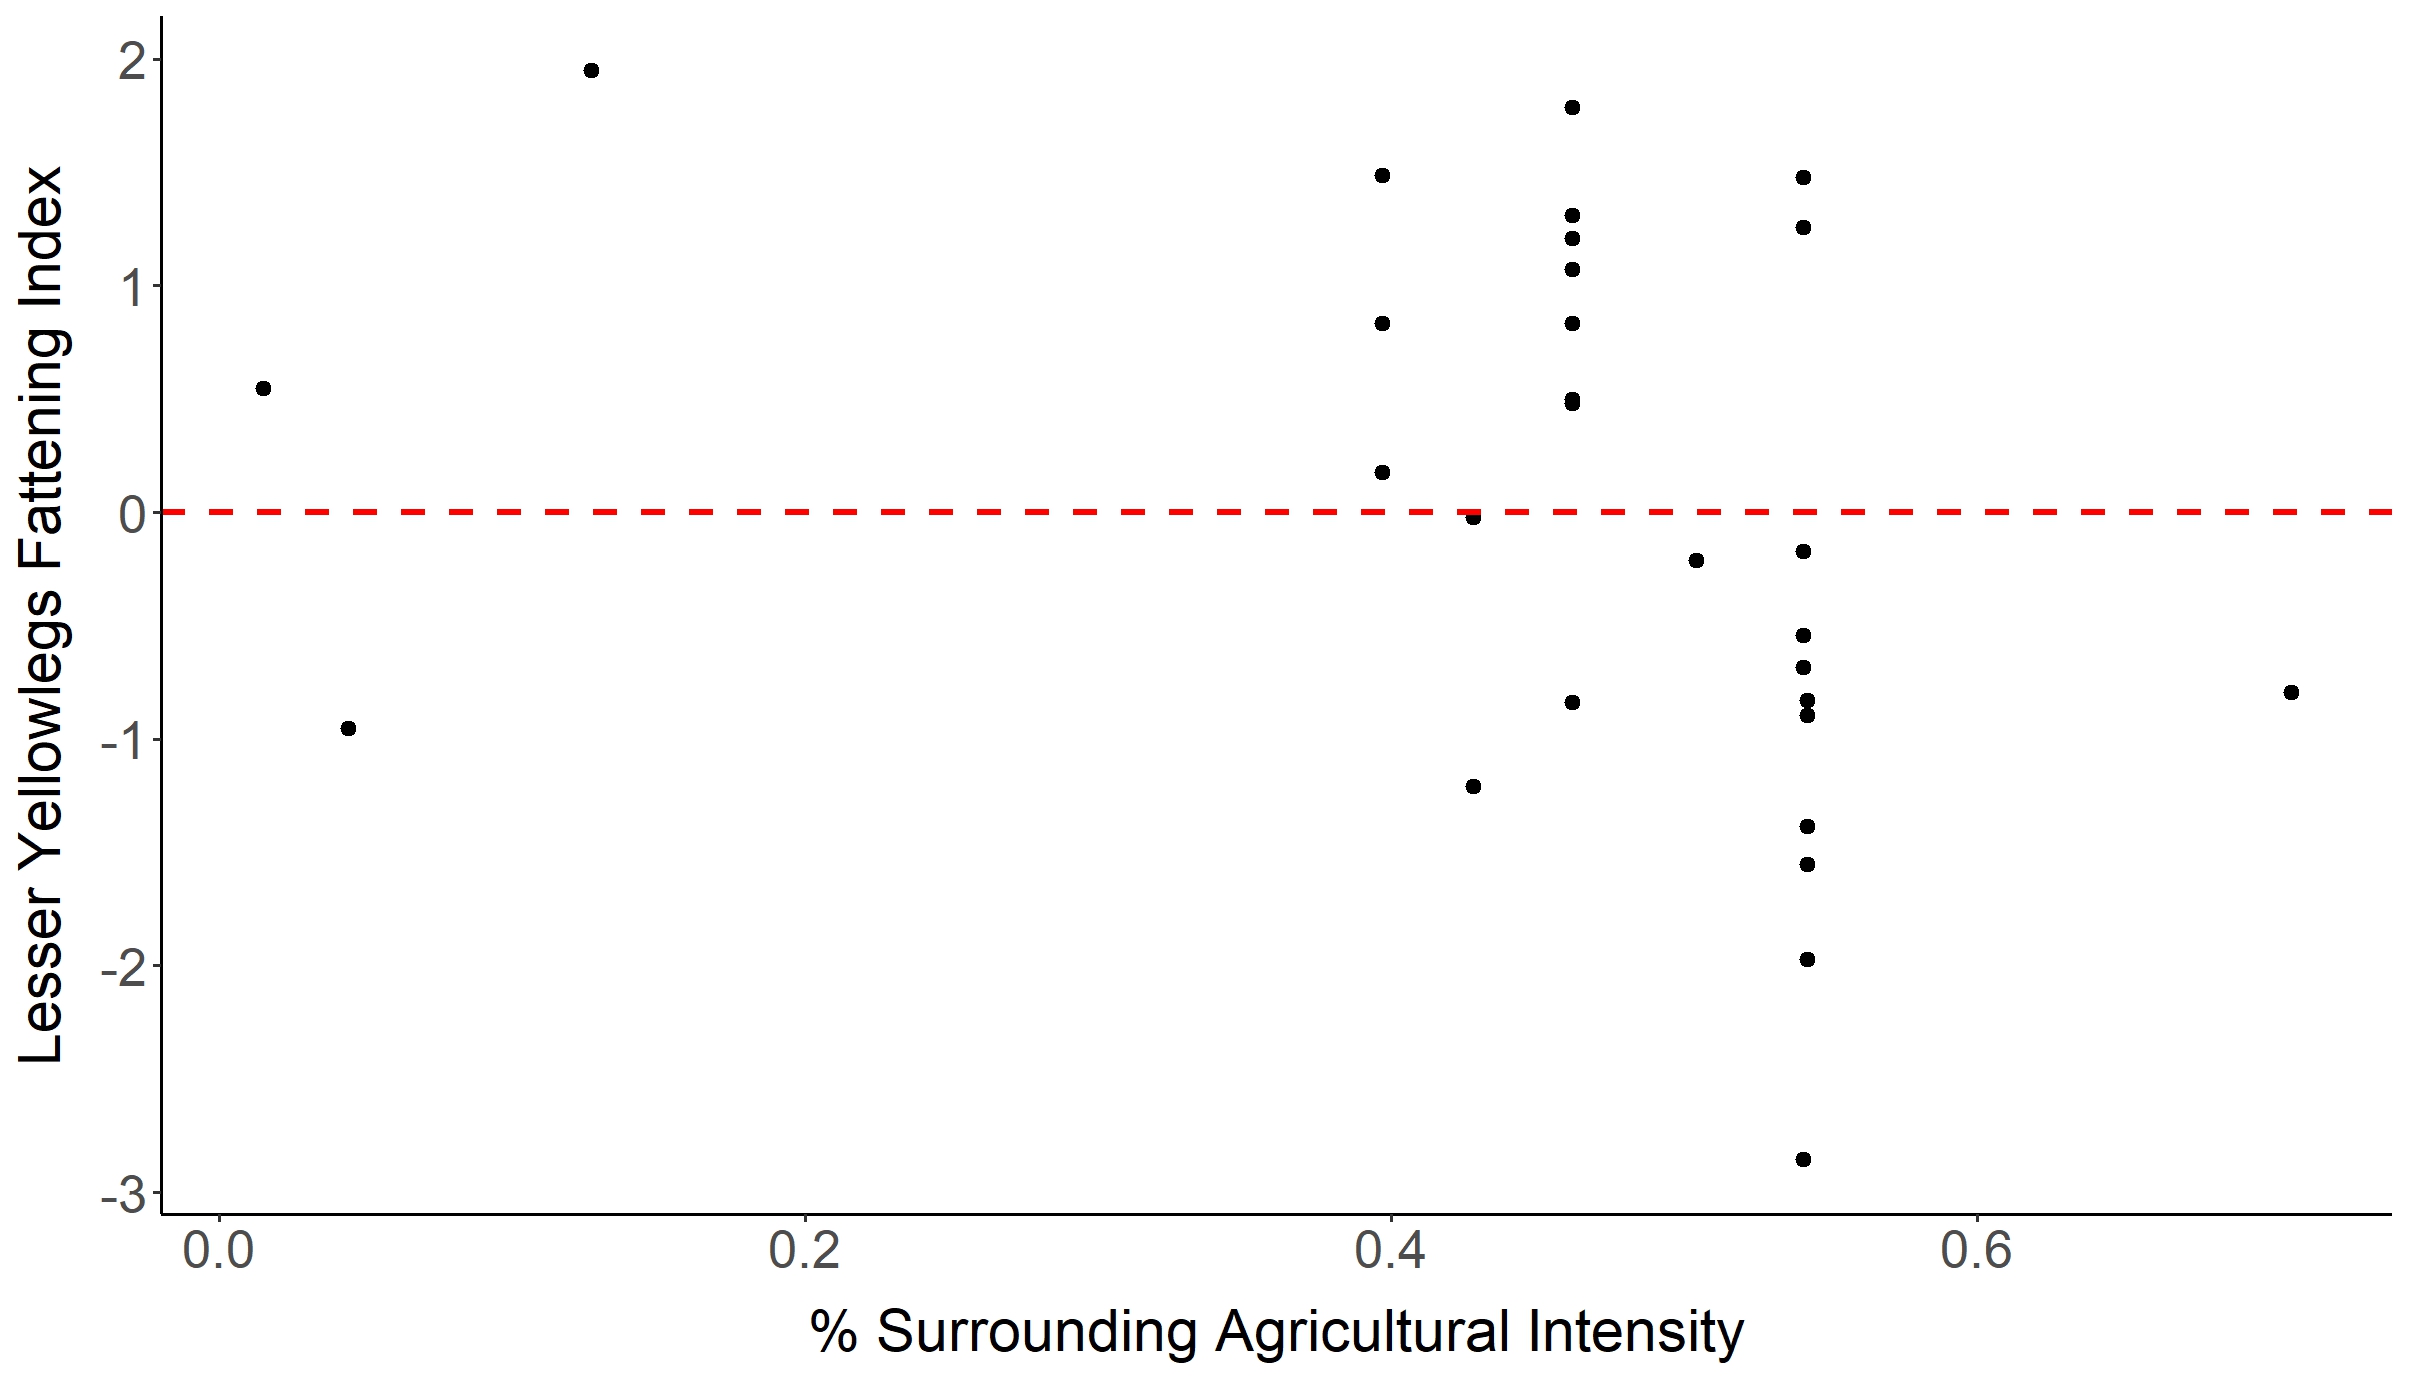 Lesser Yellowlegs Fattening Index
2
1
0
-1
-2
-3
0.0 0.2 0.4 0.6
% Surrounding Agricultural Intensity